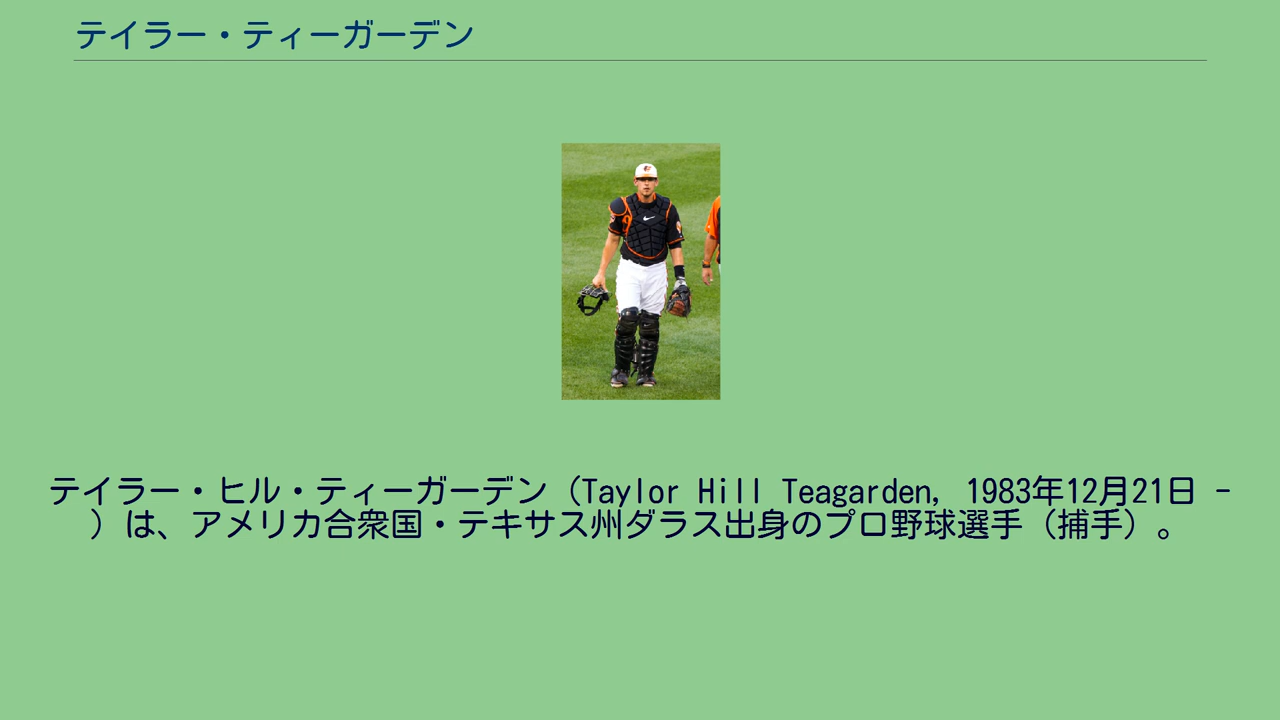 テイラー・ティーガーデン
テイラー・ヒル・ティーガーデン（Taylor Hill Teagarden, 1983年12月21日 -
）は、アメリカ合衆国・テキサス州ダラス出身のプロ野球選手（捕手）。